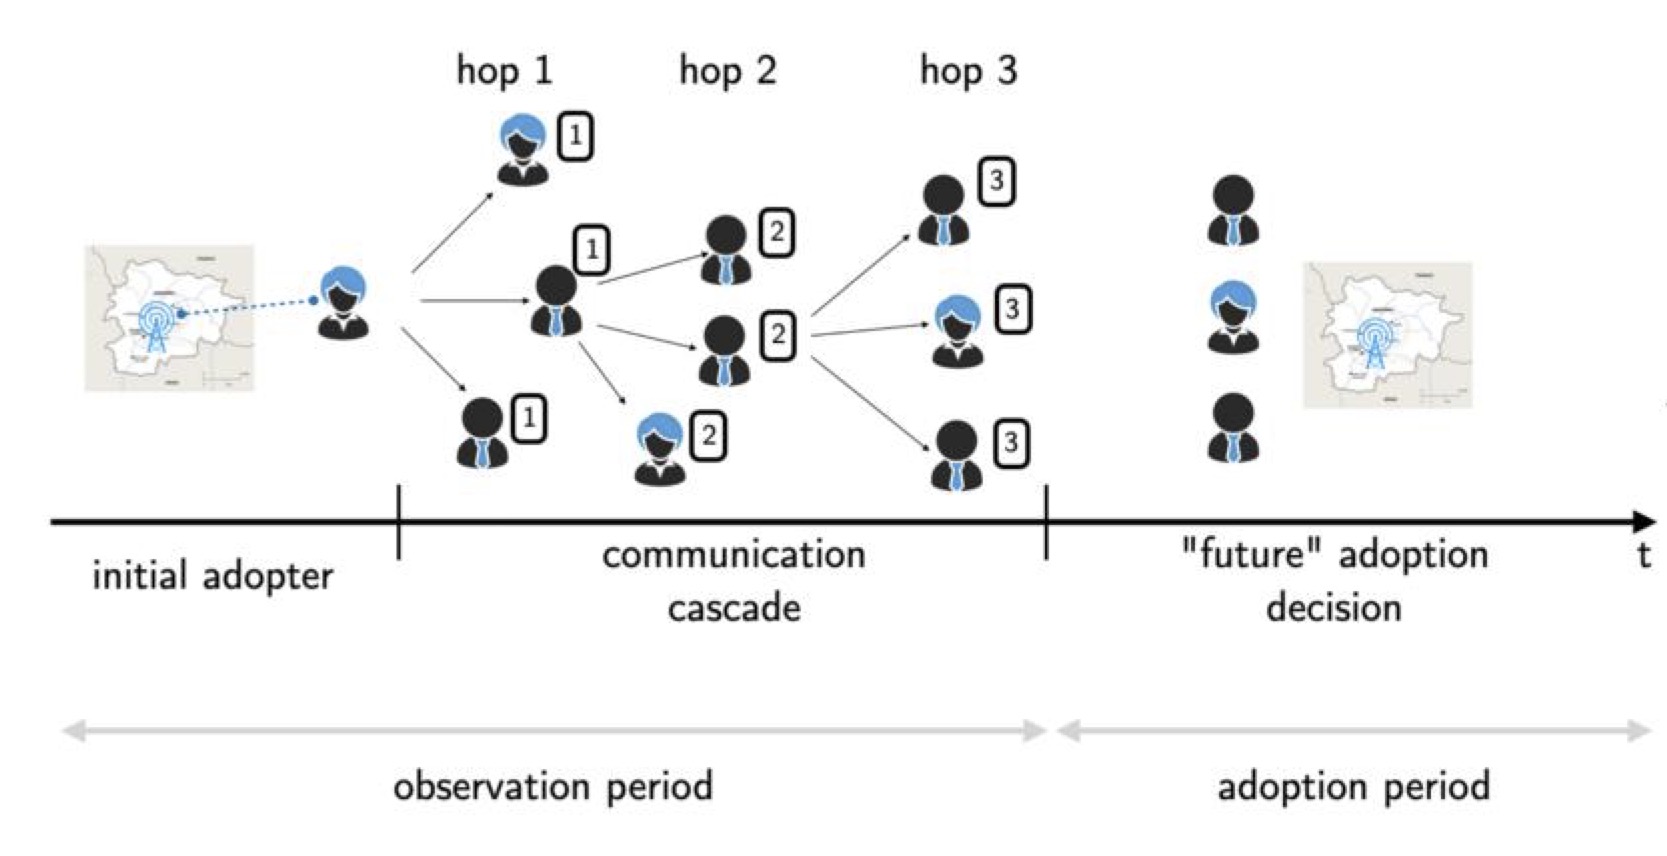 hop 1
hop 2
hop 3
1
1
1
2
2
2
3
3
3
initial adopter
communication
cascade
"future" adoption
decision
t
observation period
adoption period